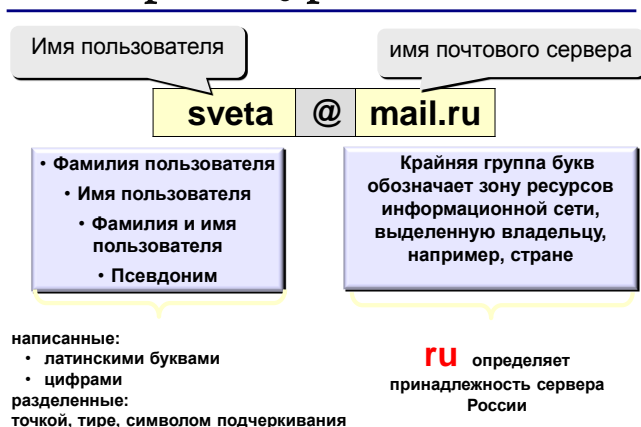 Имя пользователя
имя почтового сервера
sveta @ mail.ru
• Фамилия пользователя
• Имя пользователя
• Фамилия и имя
пользователя
• Псевдоним
Крайняя группа букв
обозначает зону ресурсов
информационной сети,
выделенную владельцу,
например, стране
написанные:
• латинскими буквами
• цифрами
разделенные:
точкой, тире, символом подчеркивания
ru определяет
принадлежность сервера
России